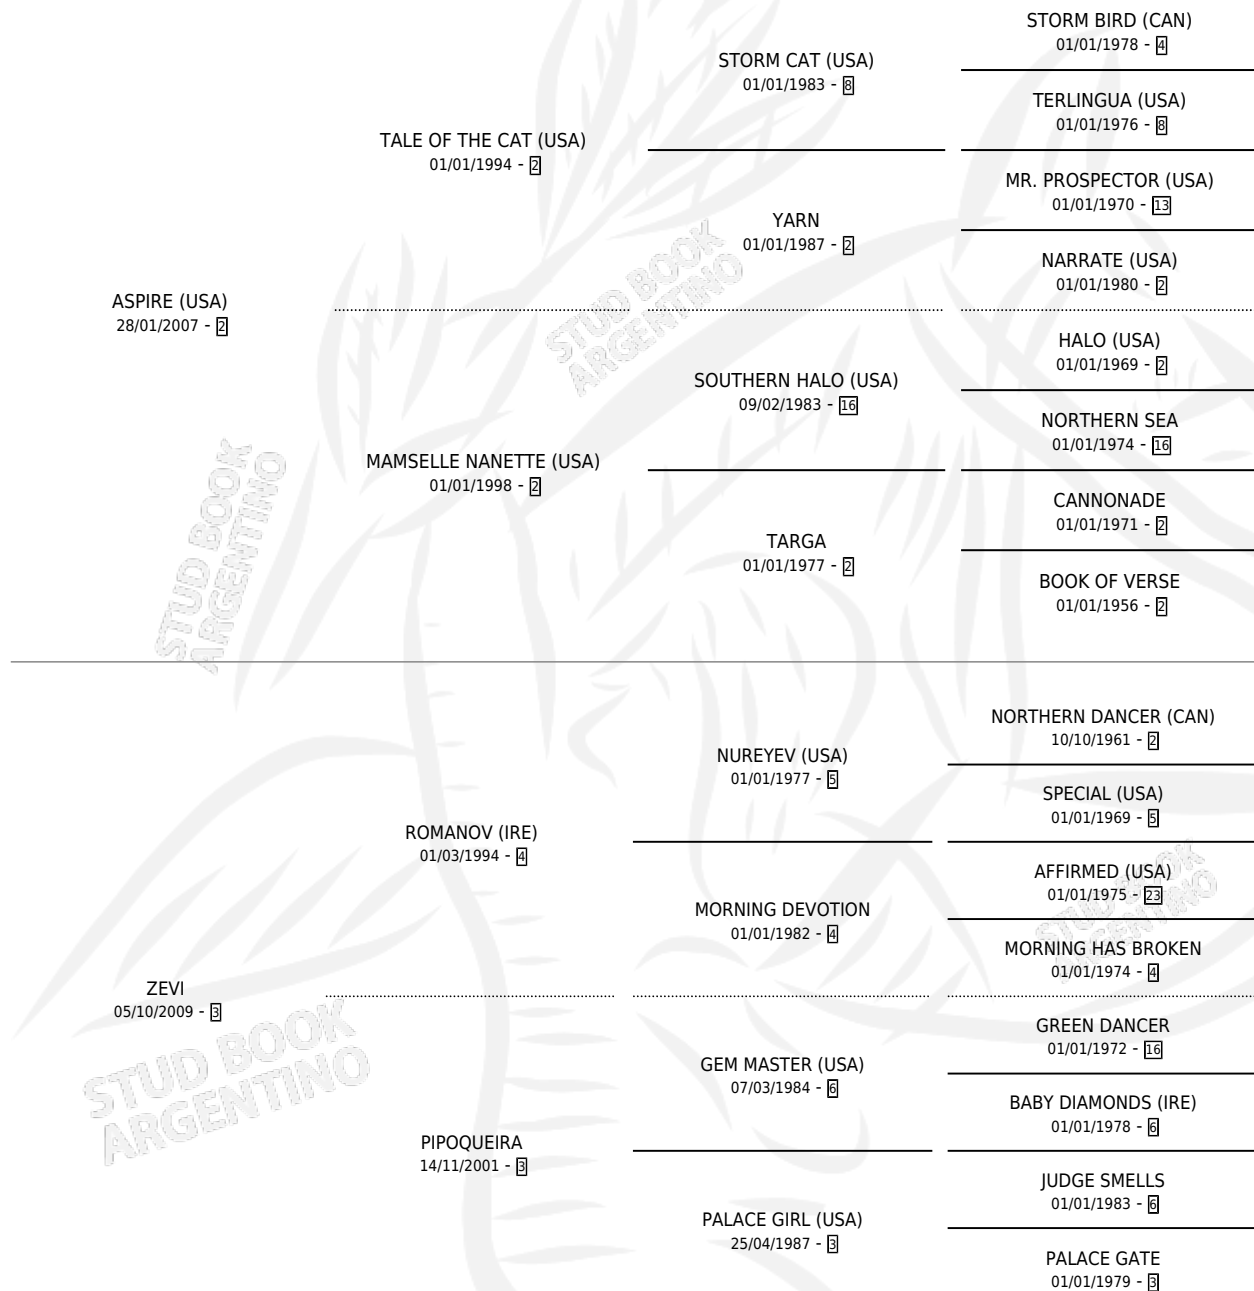 STORM BIRD (CAN)
01/01/1978 - 4
STORM CAT (USA)
01/01/1983 - 8
TERLINGUA (USA)
01/01/1976 - 8
TALE OF THE CAT (USA)
01/01/1994 - 2
MR. PROSPECTOR (USA)
01/01/1970 - 13
YARN
01/01/1987 - 2
NARRATE (USA)
01/01/1980 - 2
ASPIRE (USA)
28/01/2007 - 2
HALO (USA)
01/01/1969 - 2
SOUTHERN HALO (USA)
09/02/1983 - 16
NORTHERN SEA
01/01/1974 - 16
MAMSELLE NANETTE (USA)
01/01/1998 - 2
CANNONADE
01/01/1971 - 2
TARGA
01/01/1977 - 2
BOOK OF VERSE
01/01/1956 - 2
STUD BOOK
ARGENTINO
STUD BOOK
ARGENTINO
NORTHERN DANCER (CAN)
10/10/1961 - 2
NUREYEV (USA)
01/01/1977 - 5
SPECIAL (USA)
01/01/1969 - 5
ROMANOV (IRE)
01/03/1994 - 4
AFFIRMED (USA)
01/01/1975 - 23
MORNING DEVOTION
01/01/1982 - 4
MORNING HAS BROKEN
01/01/1974 - 4
ZEVI
05/10/2009 - 3
GREEN DANCER
01/01/1972 - 16
GEM MASTER (USA)
07/03/1984 - 6
BABY DIAMONDS (IRE)
01/01/1978 - 6
PIPOQUEIRA
14/11/2001 - 3
JUDGE SMELLS
01/01/1983 - 6
PALACE GIRL (USA)
25/04/1987 - 3
PALACE GATE
01/01/1979 - 3
STUD BOOK
ARGENTINO
STUD BOOK
ARGENTINO